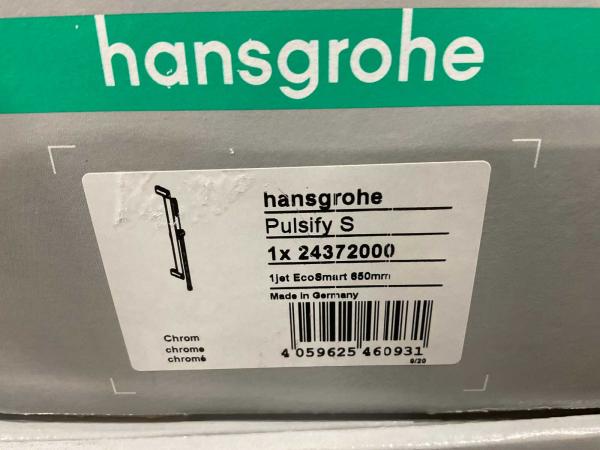 hansgrohe
hansgrohe
Pulsify S
1x 24372000
1jet EcoSmart 650mm
Made in Germany
Chrom
chrome
chromé
4 059625 460931
9/20